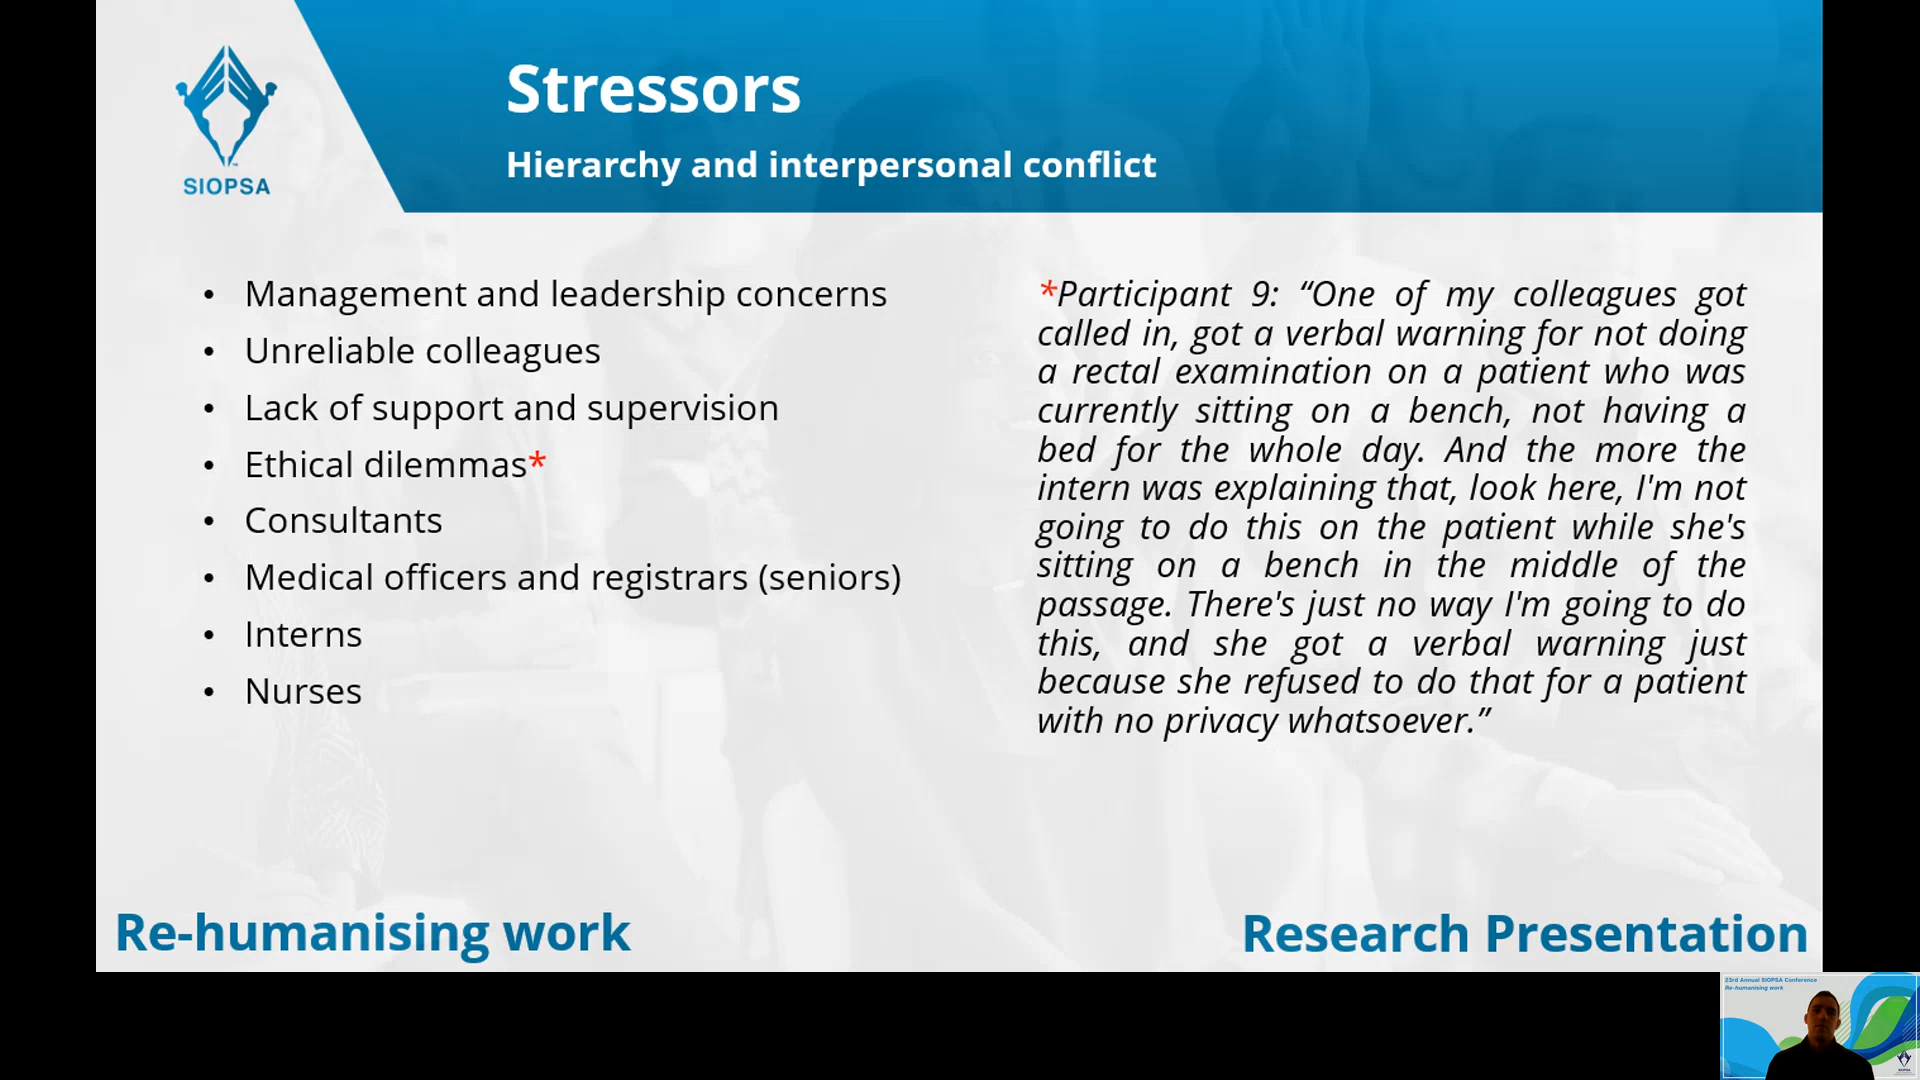 SIOPSA
Stressors
Hierarchy and interpersonal conflict
• Management and leadership concerns
• Unreliable colleagues
• Lack of support and supervision
• Ethical dilemmas*
• Consultants
• Medical officers and registrars (seniors)
• Interns
• Nurses
*Participant 9: “One of my colleagues got
called in, got a verbal warning for not doing
a rectal examination on a patient who was
currently sitting on a bench, not having a
bed for the whole day. And the more the
intern was explaining that, look here, I'm not
going to do this on the patient while she's
sitting on a bench in the middle of the
passage. There's just no way I'm going to do
this, and she got a verbal warning just
because she refused to do that for a patient
with no privacy whatsoever.”
Re-humanising work
Research Presentation
23rd Annual SIOPSA Conference
Re-humanising work
SIOPSA